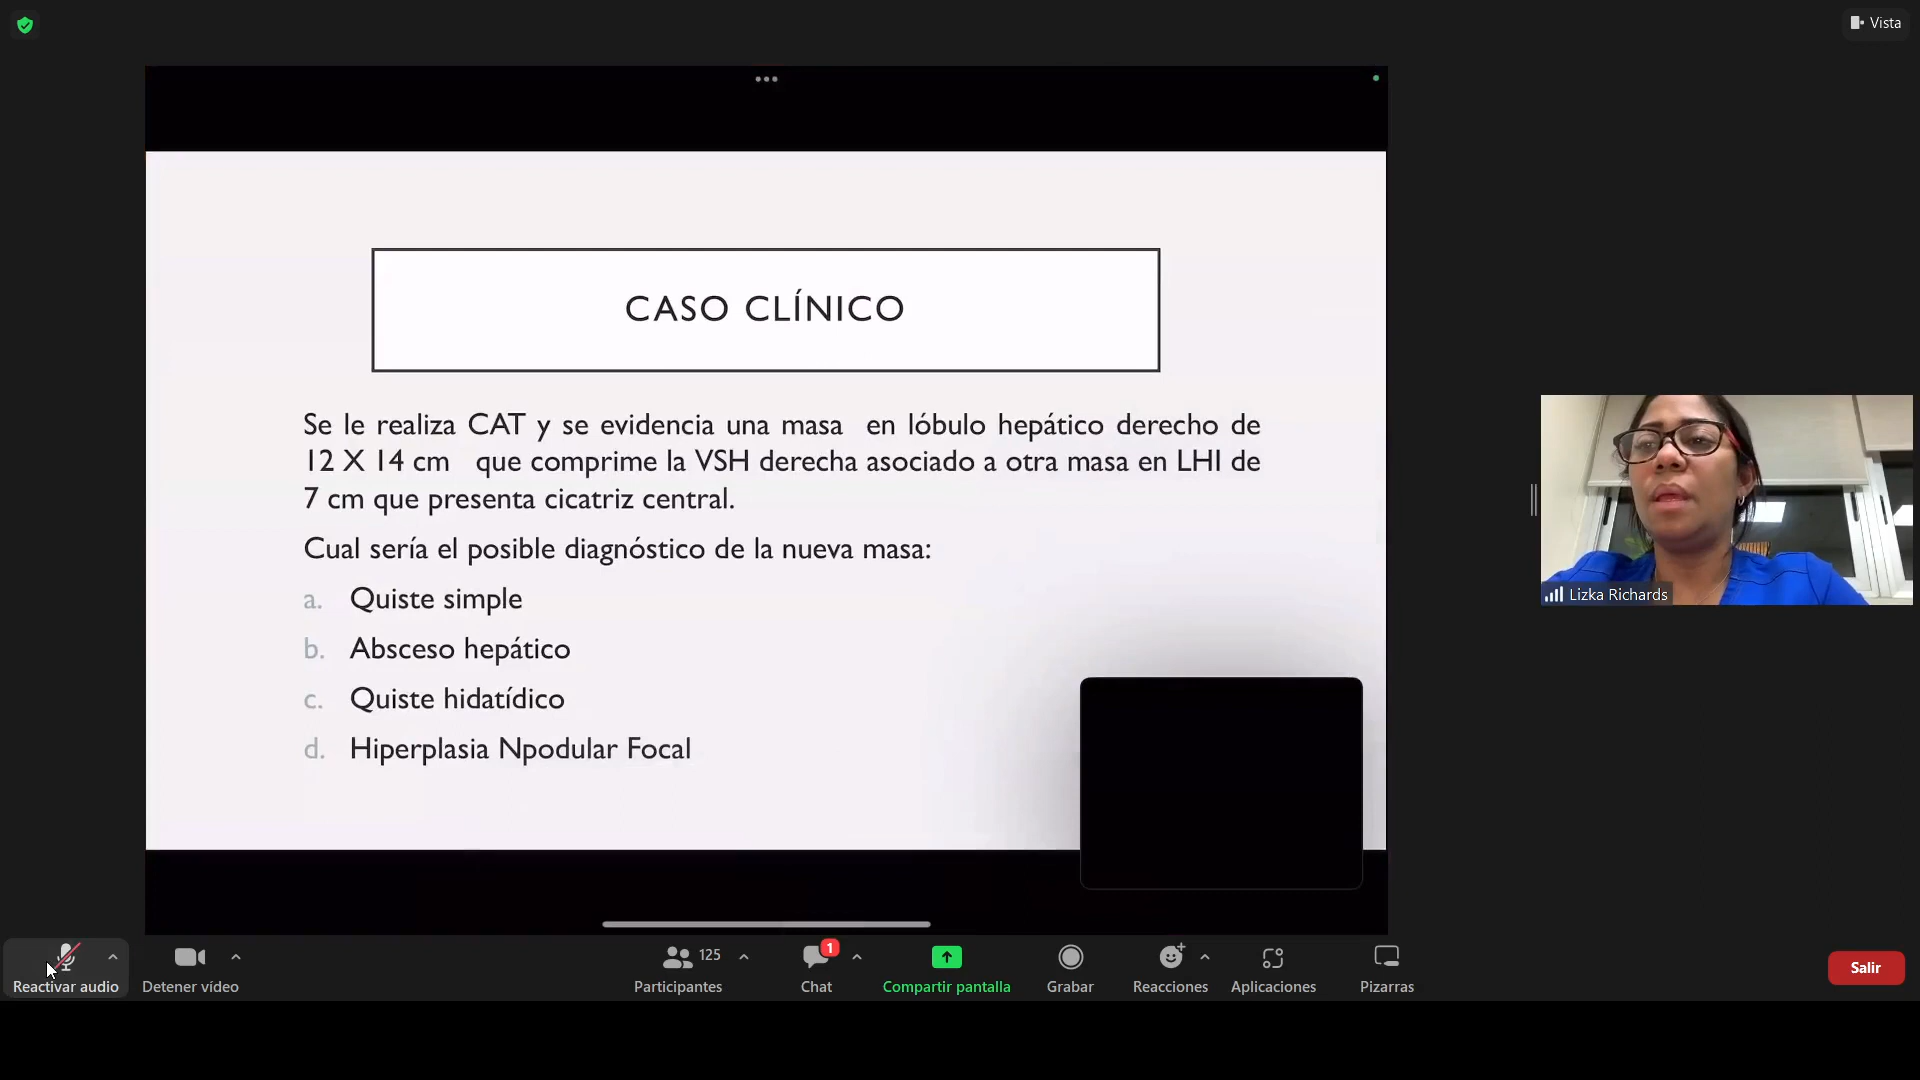 Vista
CASO CLÍNICO
Se le realiza CAT y se evidencia una masa en lóbulo hepático derecho de
12 X 14 cm que comprime la VSH derecha asociado a otra masa en LHI de
7 cm que presenta cicatriz central.
Cual sería el posible diagnóstico de la nueva masa:
a. Quiste simple
b. Absceso hepático
c. Quiste hidatídico
d. Hiperplasia Npodular Focal
Lizka Richards
Reactivar audio
Detener vídeo
125
Participantes
1
Chat
Compartir pantalla
Grabar
Reacciones
Aplicaciones
Pizarras
Salir